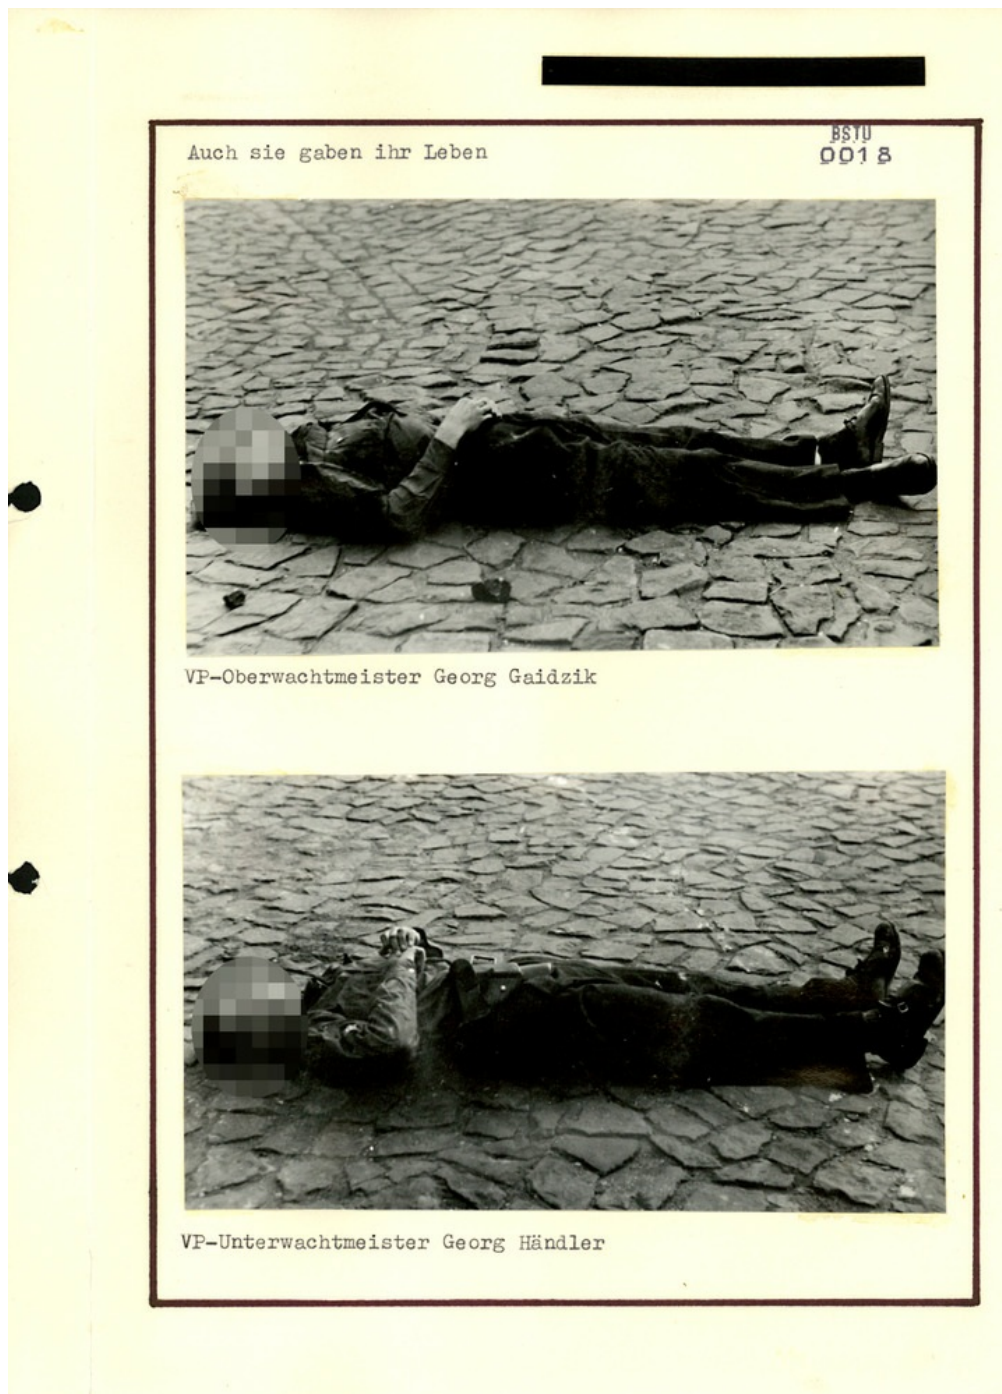 BSTU
0018
Auch sie gaben ihr Leben
VP-Oberwachtmeister Georg Gaidzik
VP-Unterwachtmeister Georg Händler